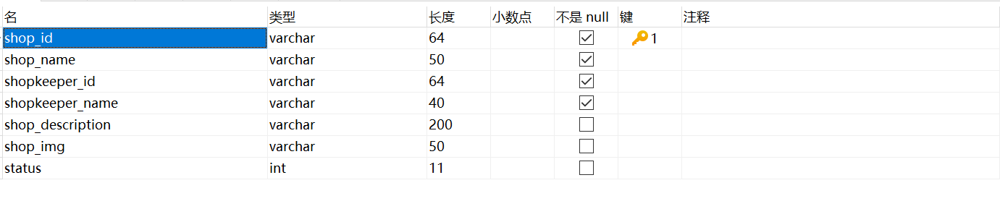 名 类型 长度 小数点 不是 null 键 注释
shop_id varchar 64 1
shop_name varchar 50
shopkeeper_id varchar 64
shopkeeper_name varchar 40
shop_description varchar 200
shop_img varchar 50
status int 11